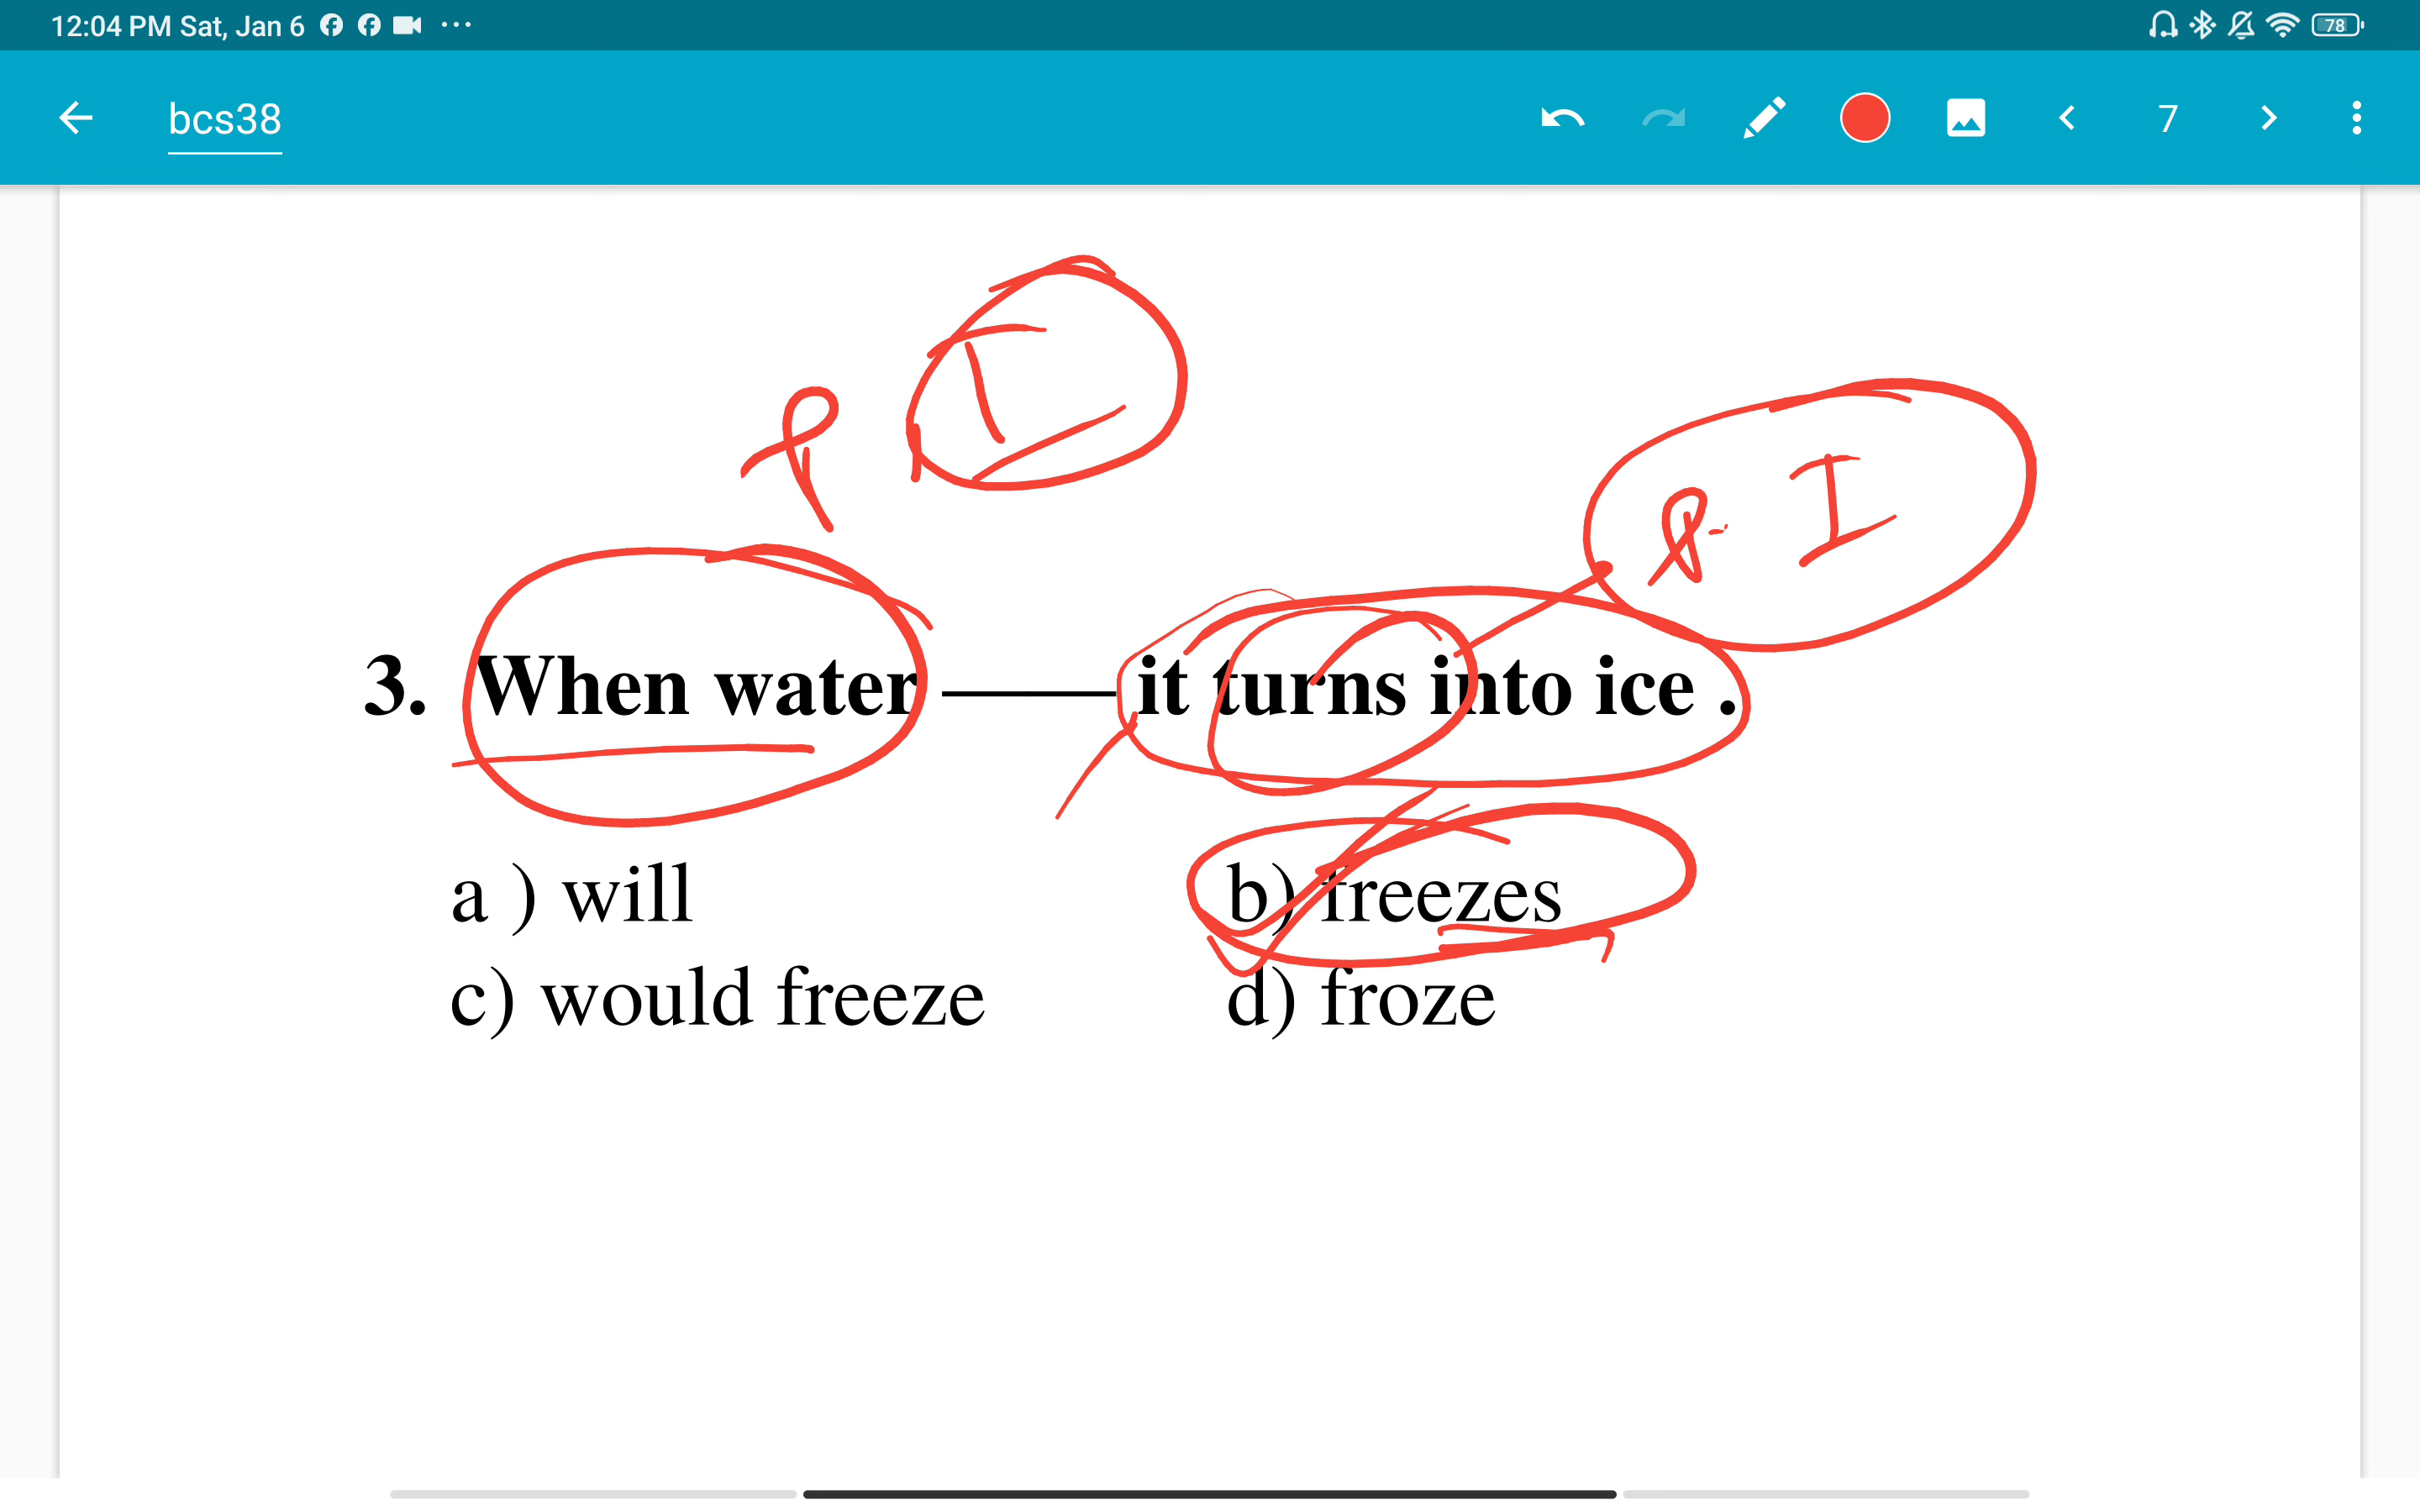 12:04 PM Sat, Jan 6 78
bcs38 7
P I
P. I
3. When water ———— it turns into ice .
a ) will b) freezes
c) would freeze d) froze